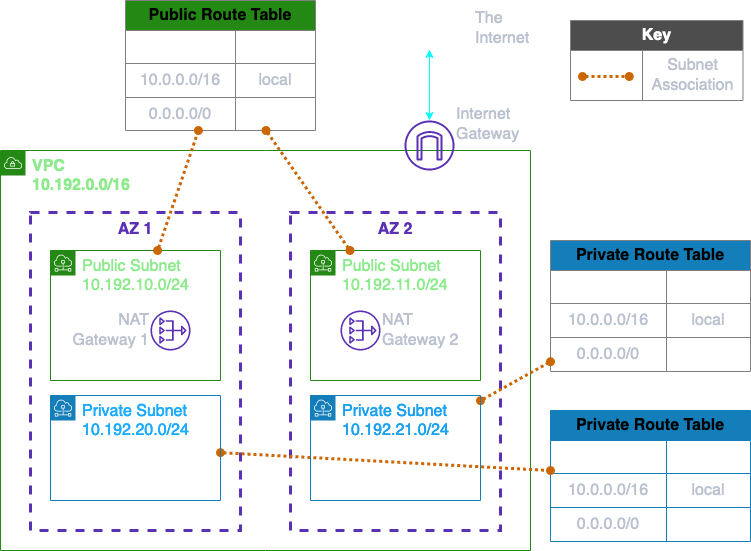 Public Route Table
10.0.0.0/16 local
0.0.0.0/0
The
Internet
Key
Subnet
Association
Internet
Gateway
VPC
10.192.0.0/16
AZ 1
AZ 2
Public Subnet
10.192.10.0/24
NAT
Gateway 1
Public Subnet
10.192.11.0/24
NAT
Gateway 2
Private Subnet
10.192.20.0/24
Private Subnet
10.192.21.0/24
Private Route Table
10.0.0.0/16 local
0.0.0.0/0
Private Route Table
10.0.0.0/16 local
0.0.0.0/0